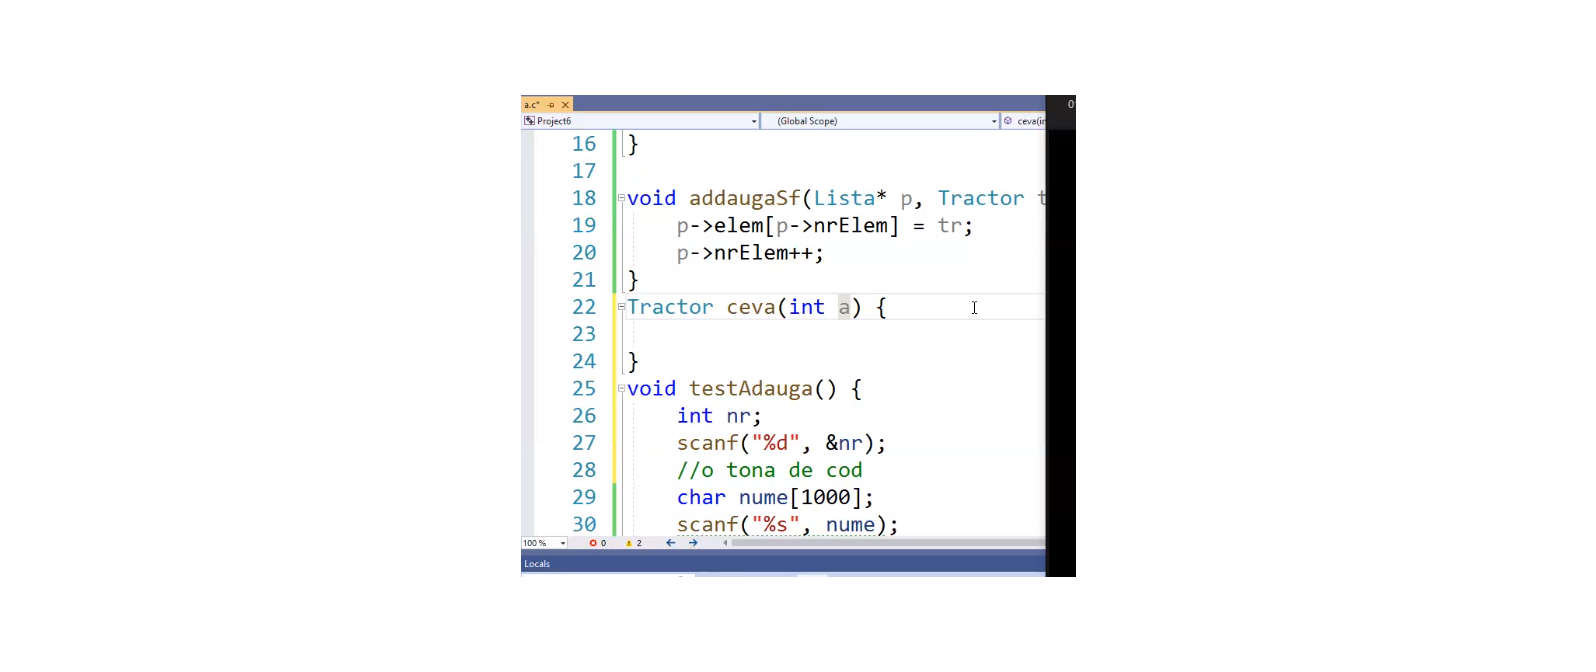 a.c*
Project6 (Global Scope) ceva(in
16 }
17
18 void addaugaSf(Lista* p, Tractor t
19 p->elem[p->nrElem] = tr;
20 p->nrElem++;
21 }
22 Tractor ceva(int a) {
23
24 }
25 void testAdauga() {
26 int nr;
27 scanf("%d", &nr);
28 //o tona de cod
29 char nume[1000];
30 scanf("%s", nume);
100 % 0 2
Locals